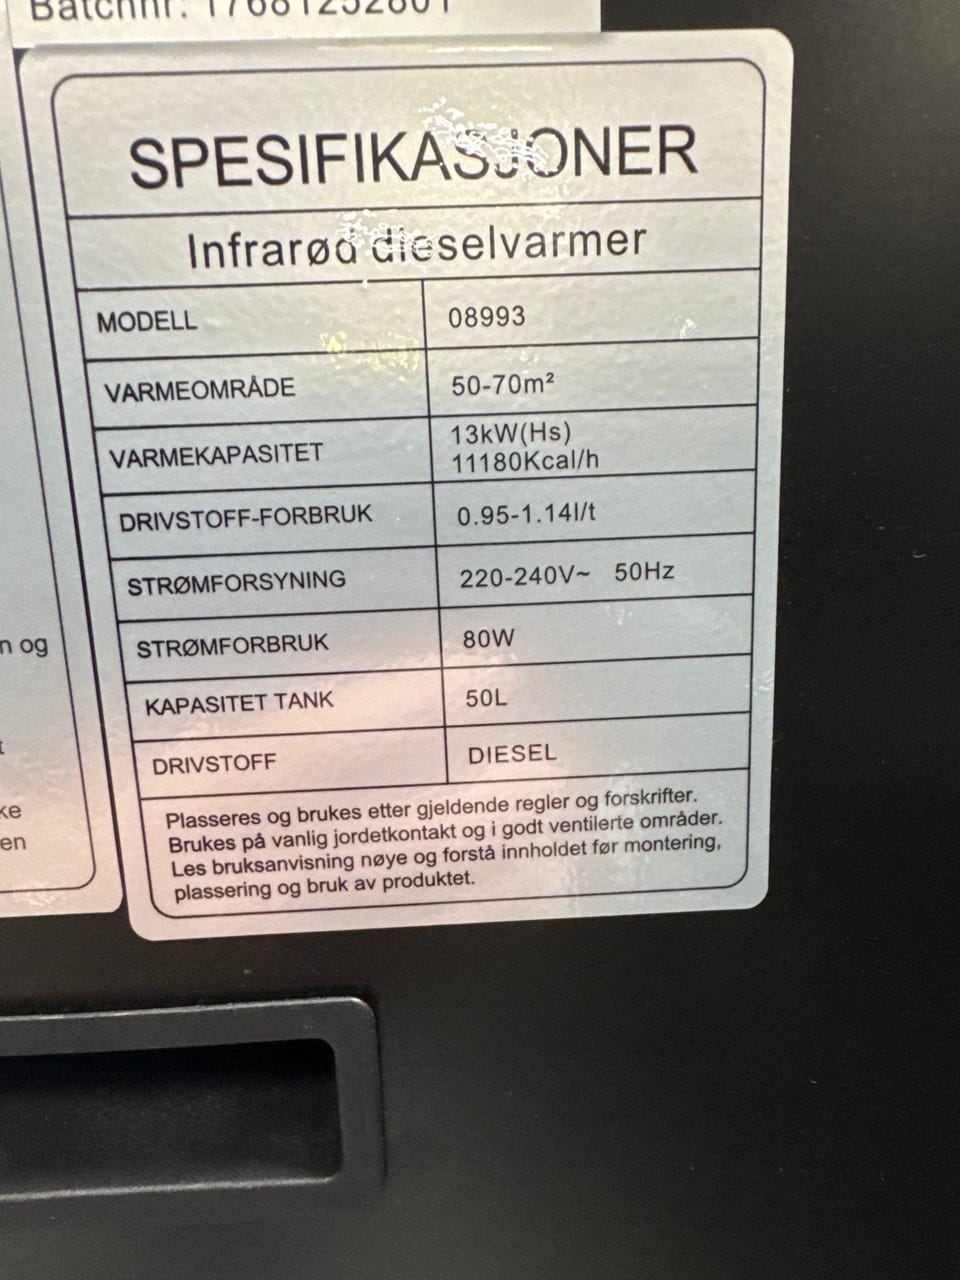 Batchnr: 17681252801
SPESIFIKASJONER
Infrarød dieselvarmer
MODELL 08993
VARMEOMRÅDE 50-70m²
VARMEKAPASITET 13kW(Hs)
11180Kcal/h
DRIVSTOFF-FORBRUK 0.95-1.14l/t
STRØMFORSYNING 220-240V~ 50Hz
STRØMFORBRUK 80W
KAPASITET TANK 50L
DRIVSTOFF DIESEL
Plasseres og brukes etter gjeldende regler og forskrifter.
Brukes på vanlig jordetkontakt og i godt ventilerte områder.
Les bruksanvisning nøye og forstå innholdet før montering,
plassering og bruk av produktet.
og